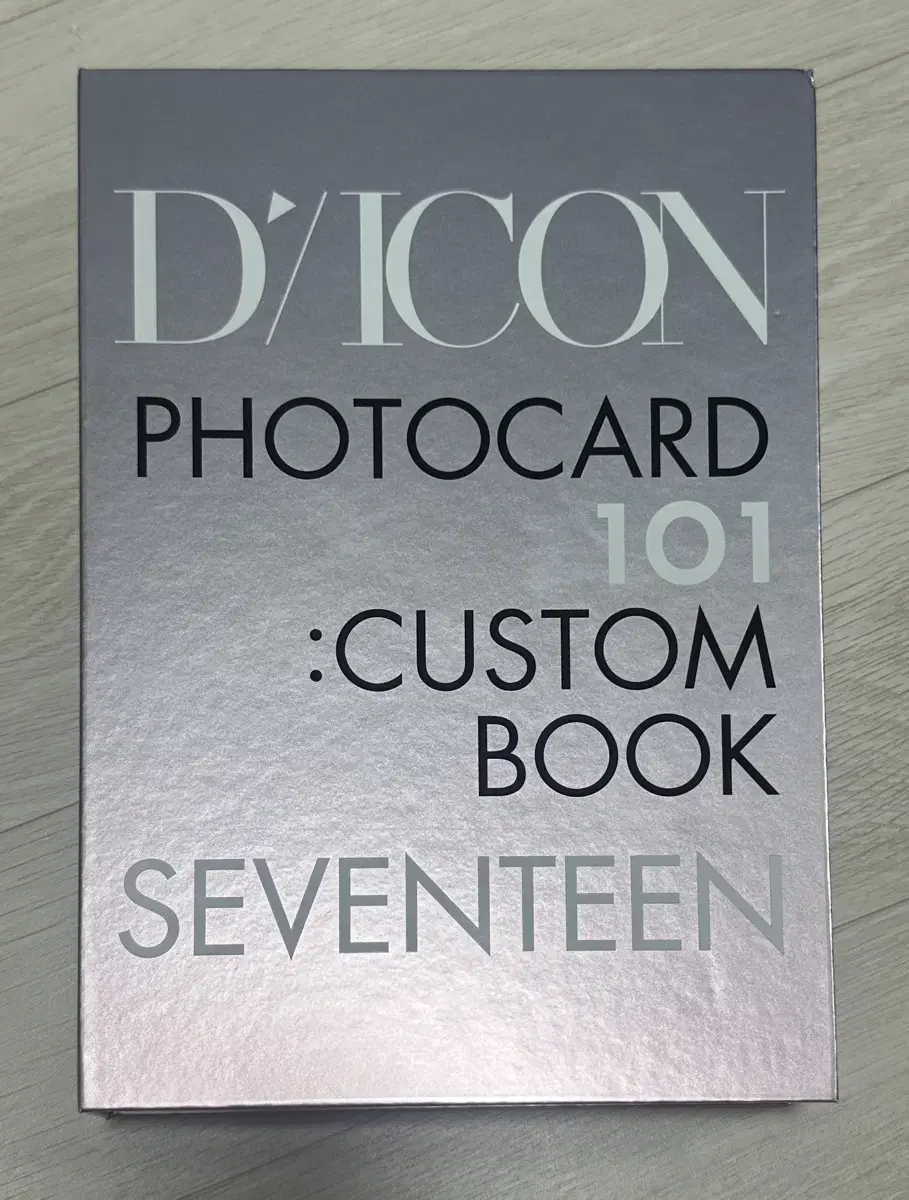 D'/ICON
PHOTOCARD
101
:CUSTOM
BOOK
SEVENTEEN